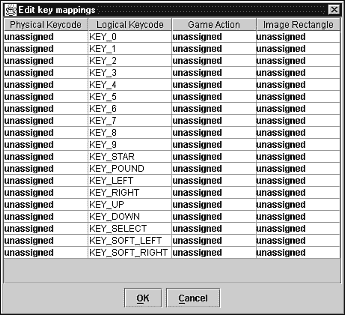 Edit key mappings
Physical Keycode Logical Keycode Game Action Image Rectangle
unassigned KEY_0 unassigned unassigned
unassigned KEY_1 unassigned unassigned
unassigned KEY_2 unassigned unassigned
unassigned KEY_3 unassigned unassigned
unassigned KEY_4 unassigned unassigned
unassigned KEY_5 unassigned unassigned
unassigned KEY_6 unassigned unassigned
unassigned KEY_7 unassigned unassigned
unassigned KEY_8 unassigned unassigned
unassigned KEY_9 unassigned unassigned
unassigned KEY_STAR unassigned unassigned
unassigned KEY_POUND unassigned unassigned
unassigned KEY_LEFT unassigned unassigned
unassigned KEY_RIGHT unassigned unassigned
unassigned KEY_UP unassigned unassigned
unassigned KEY_DOWN unassigned unassigned
unassigned KEY_SELECT unassigned unassigned
unassigned KEY_SOFT_LEFT unassigned unassigned
unassigned KEY_SOFT_RIGHT unassigned unassigned
OK Cancel